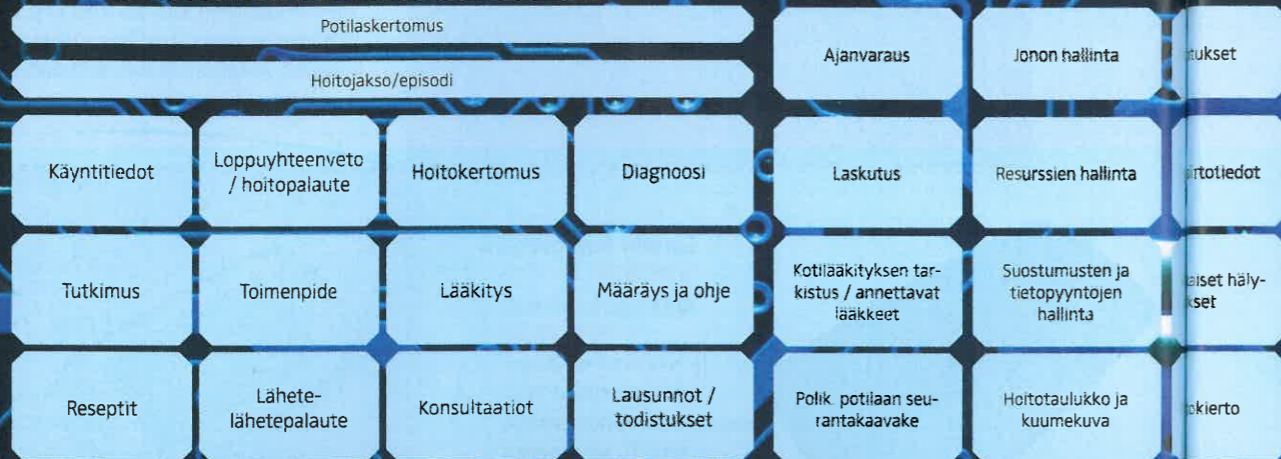 Potilaskertomus
Hoitojakso/episodi
Ajanvaraus
Jonon hallinta
Käyntitiedot
Loppuyhteenveto
/ hoitopalaute
Hoitokertomus
Diagnoosi
Laskutus
Resurssien hallinta
Tutkimus
Toimenpide
Lääkitys
Määräys ja ohje
Kotilääkityksen tar-
kistus / annettavat
lääkkeet
Suostumusten ja
tietopyyntöjen
hallinta
Reseptit
Lähete-
lähetepalaute
Konsultaatiot
Lausunnot /
todistukset
Polik. potilaan seu-
rantakaavake
Hoitotaulukko ja
kuumekuva